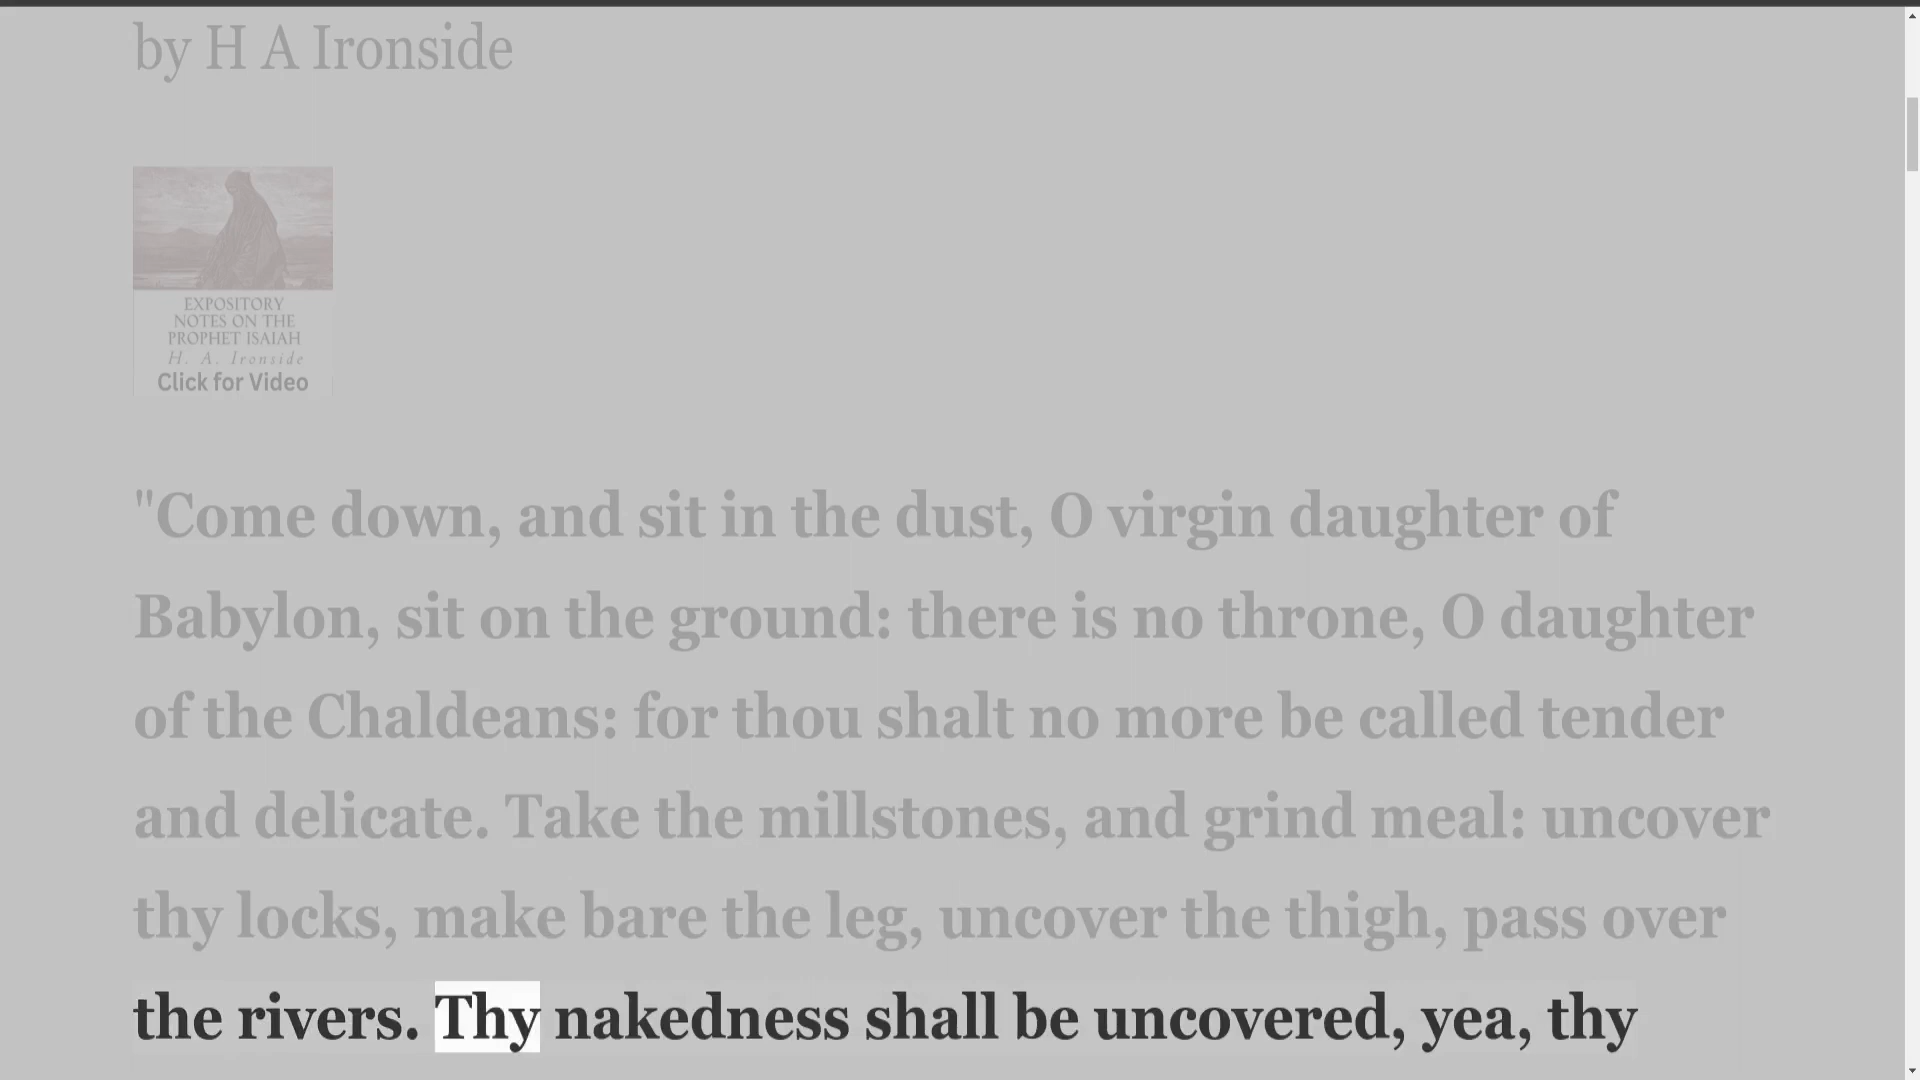 by H A Ironside
EXPOSITORY
NOTES ON THE
PROPHET ISAIAH
H. A. Ironside
Click for Video
"Come down, and sit in the dust, O virgin daughter of
Babylon, sit on the ground: there is no throne, O daughter
of the Chaldeans: for thou shalt no more be called tender
and delicate. Take the millstones, and grind meal: uncover
thy locks, make bare the leg, uncover the thigh, pass over
the rivers. Thy nakedness shall be uncovered, yea, thy